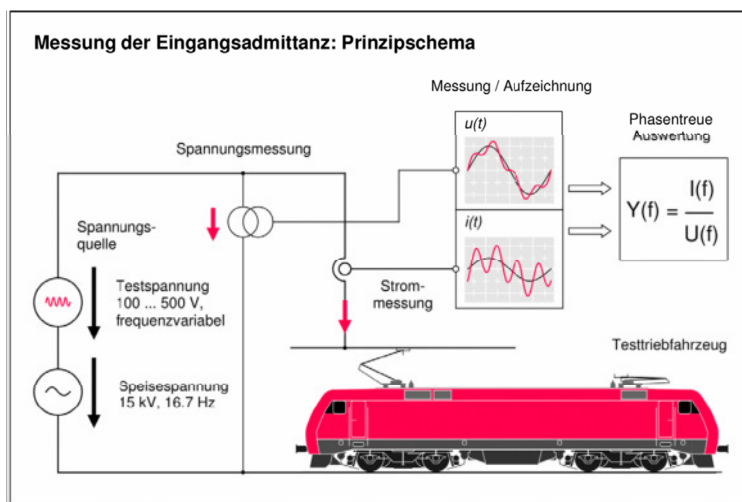 Messung der Eingangsadmittanz: Prinzipschema
Messung / Aufzeichnung
u(t)
Phasentreue
Auswertung
Spannungsmessung
Y(f) = I(f) / U(f)
Spannungs-
quelle
i(t)
Testspannung
100 ... 500 V,
frequenzvariabel
Strom-
messung
Testtriebfahrzeug
Speisespannung
15 kV, 16.7 Hz